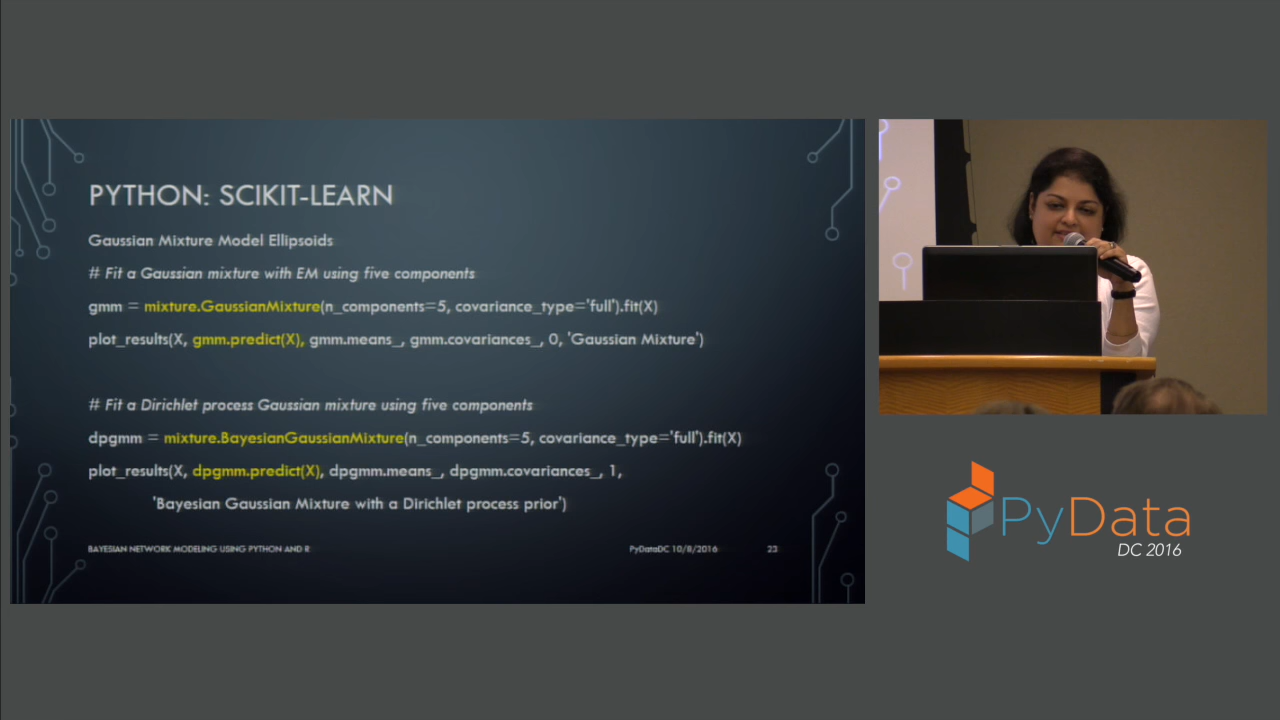 PYTHON: SCIKIT-LEARN
Gaussian Mixture Model Ellipsoids
# Fit a Gaussian mixture with EM using five components
gmm = mixture.GaussianMixture(n_components=5, covariance_type='full').fit(X)
plot_results(X, gmm.predict(X), gmm.means_, gmm.covariances_, 0, 'Gaussian Mixture')
# Fit a Dirichlet process Gaussian mixture using five components
dpgmm = mixture.BayesianGaussianMixture(n_components=5, covariance_type='full').fit(X)
plot_results(X, dpgmm.predict(X), dpgmm.means_, dpgmm.covariances_, 1,
'Bayesian Gaussian Mixture with a Dirichlet process prior')
BAYESIAN NETWORK MODELING USING PYTHON AND R
PyDataDC 10/8/2016
23
PyData
DC 2016